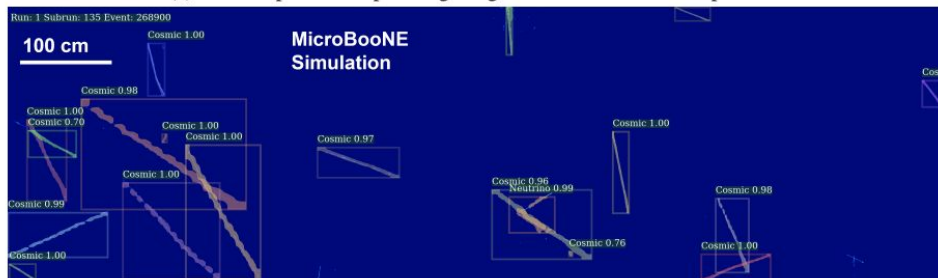 Run: 1 Subrun: 135 Event: 268900
100 cm
MicroBooNE
Simulation
Cosmic 1.00
Cosmic 0.98
Cosmic 1.00
Cosmic 0.70
Cosmic 1.00
Cosmic 1.00
Cosmic 1.00
Cosmic 0.99
Cosmic 1.00
Cosmic 0.97
Cosmic 1.00
Cosmic 0.96
Neutrino 0.99
Cosmic 0.76
Cosmic 0.98
Cosmic 1.00